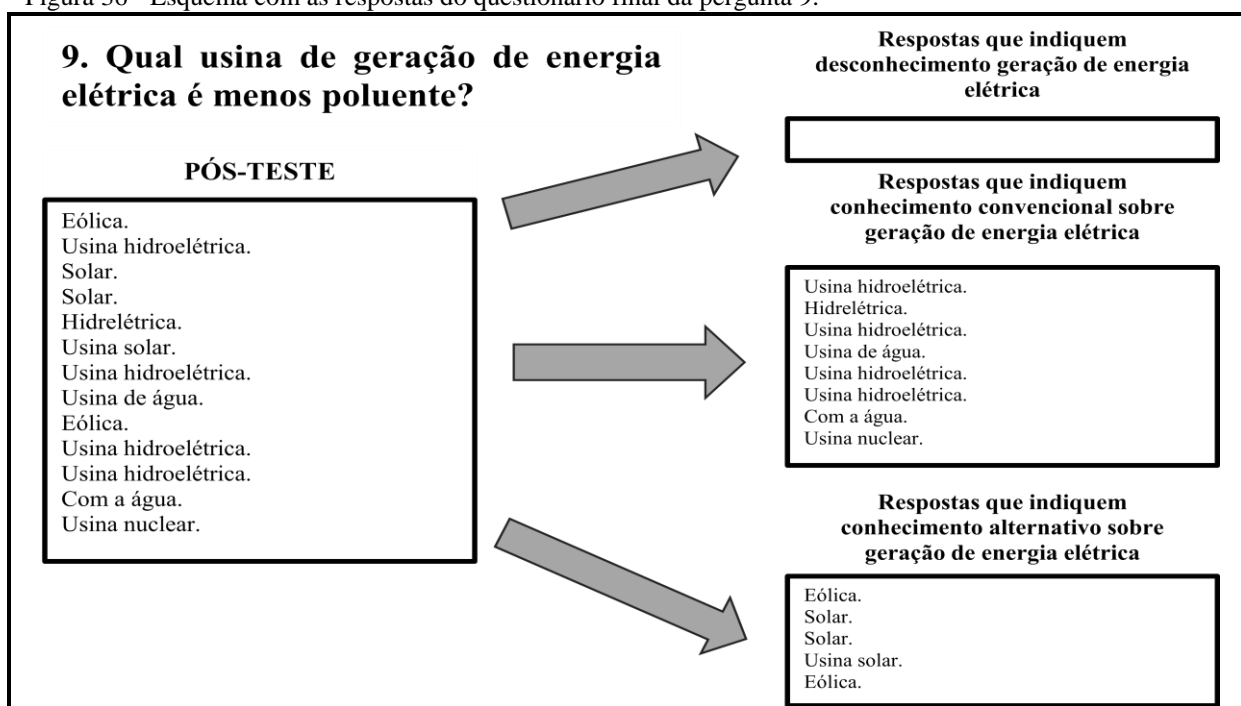 Figura 36 - Esquema com as respostas do questionário final da pergunta 9.
9. Qual usina de geração de energia
elétrica é menos poluente?
PÓS-TESTE
Eólica.
Usina hidroelétrica.
Solar.
Solar.
Hidrelétrica.
Usina solar.
Usina hidroelétrica.
Usina de água.
Eólica.
Usina hidroelétrica.
Usina hidroelétrica.
Com a água.
Usina nuclear.
Respostas que indiquem
desconhecimento geração de energia
elétrica
Respostas que indiquem
conhecimento convencional sobre
geração de energia elétrica
Usina hidroelétrica.
Hidrelétrica.
Usina hidroelétrica.
Usina de água.
Usina hidroelétrica.
Usina hidroelétrica.
Com a água.
Usina nuclear.
Respostas que indiquem
conhecimento alternativo sobre
geração de energia elétrica
Eólica.
Solar.
Solar.
Usina solar.
Eólica.